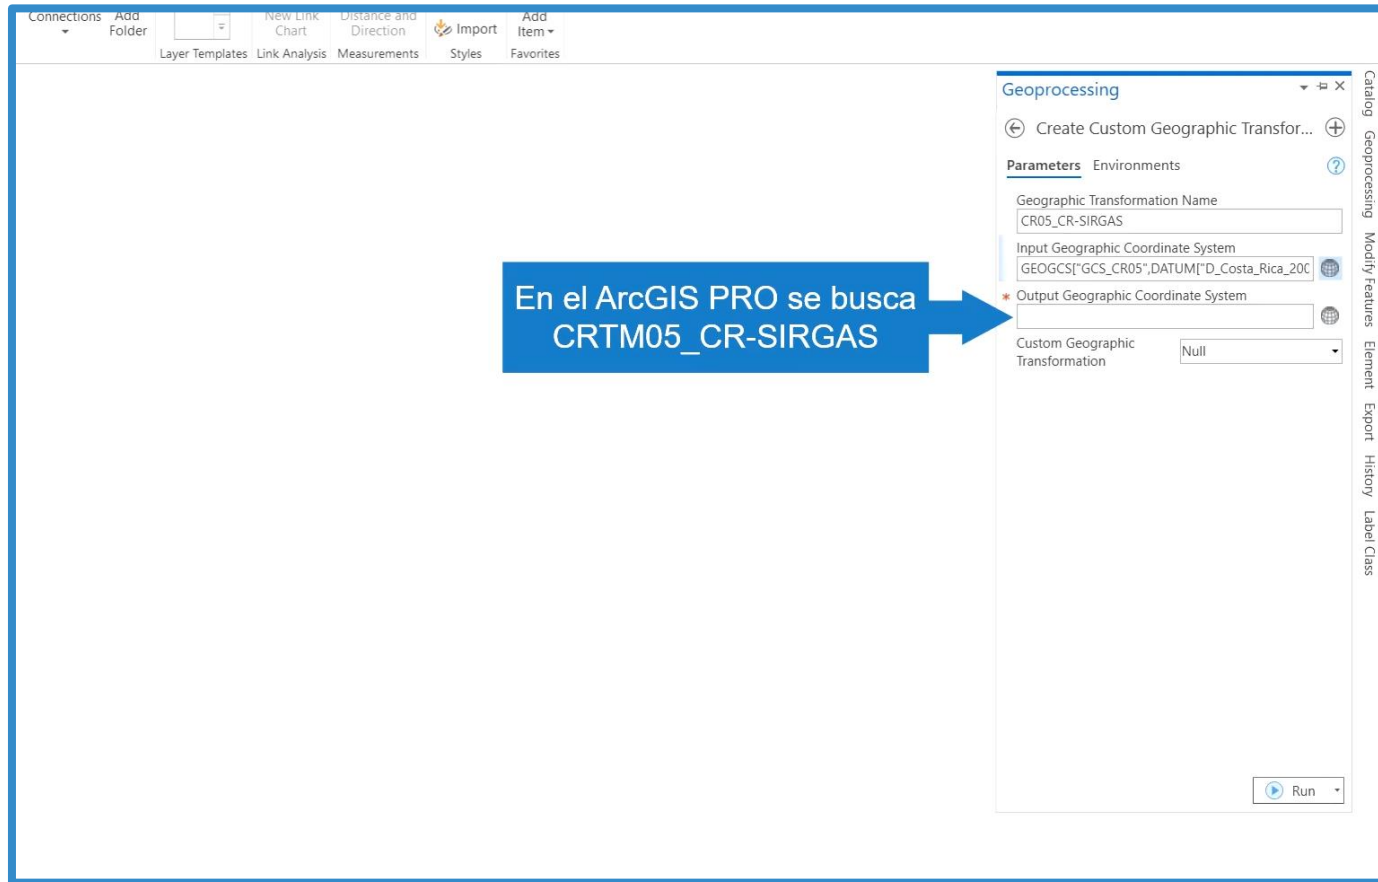 Connections Add
Folder
New Link
Chart
Distance and
Direction
Import
Add
Item
Layer Templates Link Analysis Measurements Styles Favorites
Geoprocessing
Create Custom Geographic Transfor...
Parameters Environments
Geographic Transformation Name
CR05_CR-SIRGAS
Input Geographic Coordinate System
GEOGCS["GCS_CR05",DATUM["D_Costa_Rica_200
* Output Geographic Coordinate System
Custom Geographic
Transformation
Null
Run
En el ArcGIS PRO se busca
CRTM05_CR-SIRGAS
Catalog
Geoprocessing
Modify Features
Element
Export
History
Label Class